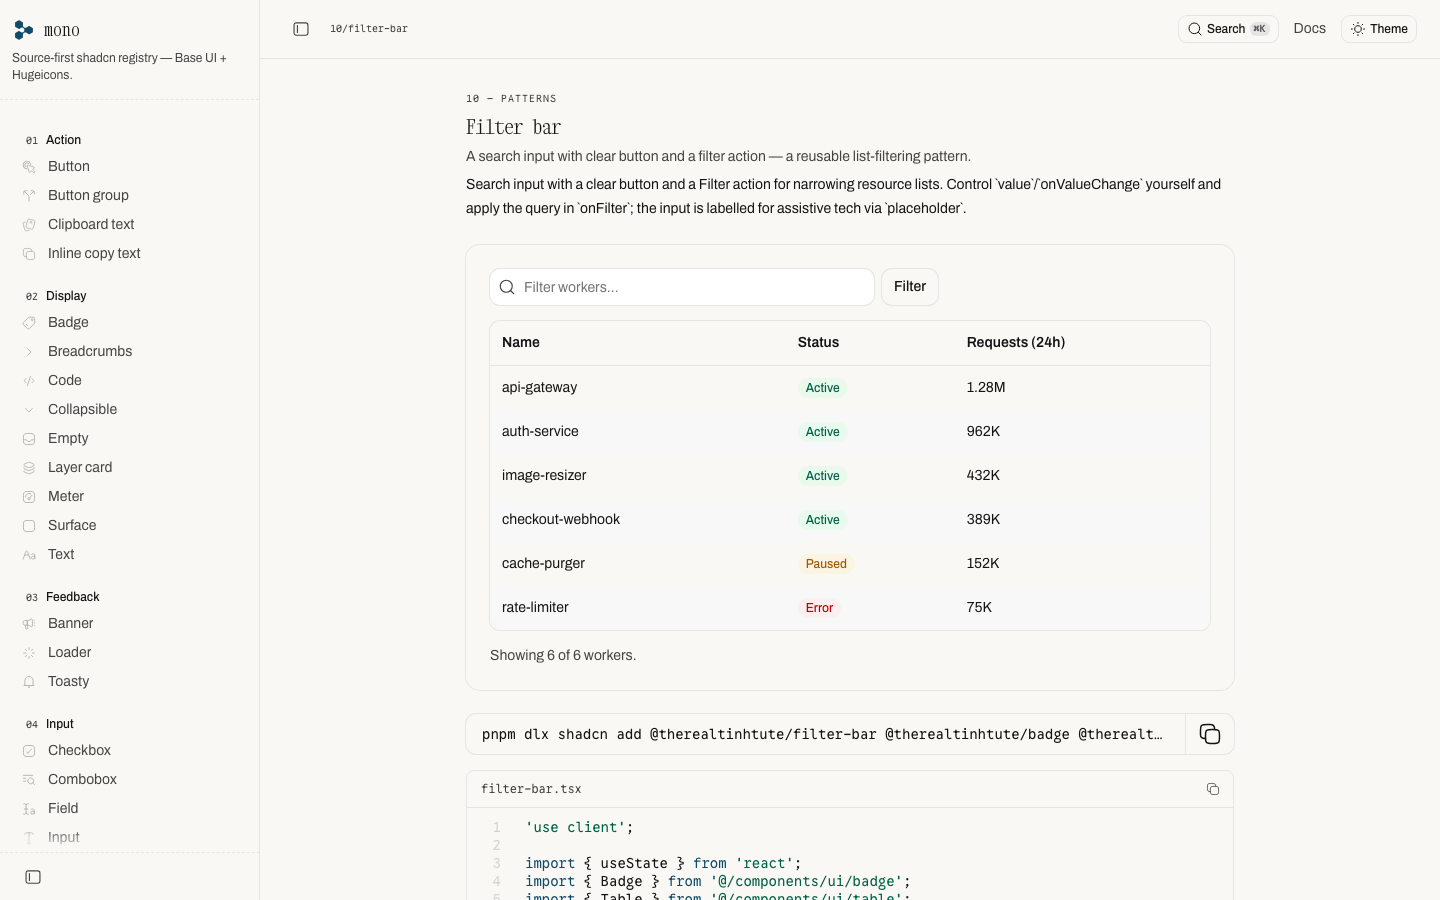 mono
Source-first shadcn registry — Base UI +
Hugeicons.
01 Action
Button
Button group
Clipboard text
Inline copy text
02 Display
Badge
Breadcrumbs
Code
Collapsible
Empty
Layer card
Meter
Surface
Text
03 Feedback
Banner
Loader
Toasty
04 Input
Checkbox
Combobox
Field
Input
10/filter-bar
Search ⌘K
Docs
Theme
10 — PATTERNS
Filter bar
A search input with clear button and a filter action — a reusable list-filtering pattern.
Search input with a clear button and a Filter action for narrowing resource lists. Control `value`/`onValueChange` yourself and
apply the query in `onFilter`; the input is labelled for assistive tech via `placeholder`.
Filter workers...
Filter
Name Status Requests (24h)
api-gateway Active 1.28M
auth-service Active 962K
image-resizer Active 432K
checkout-webhook Active 389K
cache-purger Paused 152K
rate-limiter Error 75K
Showing 6 of 6 workers.
pnpm dlx shadcn add @therealtinhtute/filter-bar @therealtinhtute/badge @therealt…
filter-bar.tsx
1 'use client';
2
3 import { useState } from 'react';
4 import { Badge } from '@/components/ui/badge';
5 import { Table } from '@/components/ui/table';